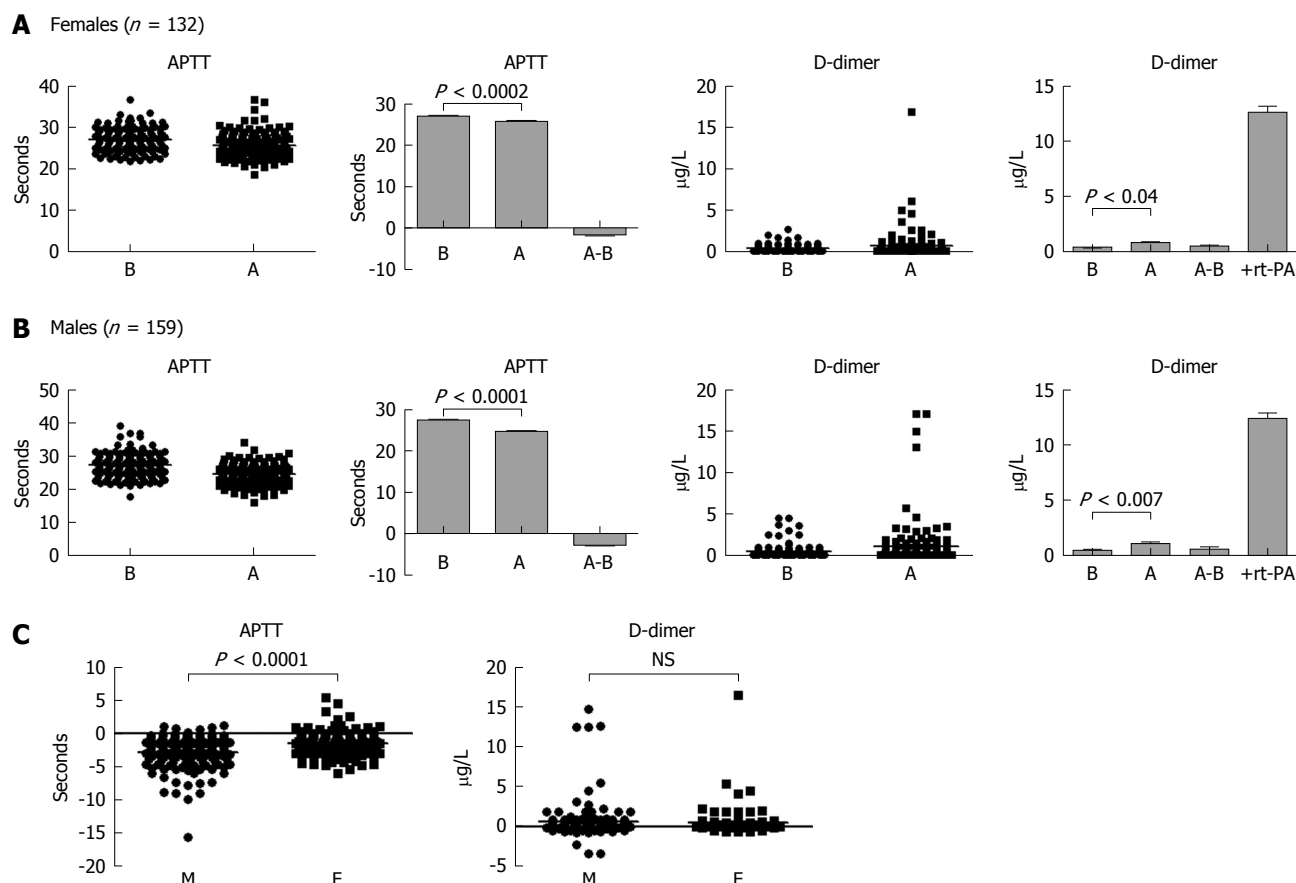 A Females (n = 132)
APTT
Seconds
40
30
20
10
0
B A
APTT
P < 0.0002
Seconds
30
20
10
0
-10
B A A-B
D-dimer
μg/L
20
15
10
5
0
B A
D-dimer
μg/L
15
10
5
0
P < 0.04
B A A-B +rt-PA
B Males (n = 159)
APTT
Seconds
50
40
30
20
10
0
B A
APTT
P < 0.0001
Seconds
30
20
10
0
-10
B A A-B
D-dimer
μg/L
20
15
10
5
0
B A
D-dimer
μg/L
15
10
5
0
P < 0.007
B A A-B +rt-PA
C
APTT
P < 0.0001
Seconds
10
5
0
-5
-10
-15
-20
M F
D-dimer
NS
μg/L
20
15
10
5
0
-5
M F